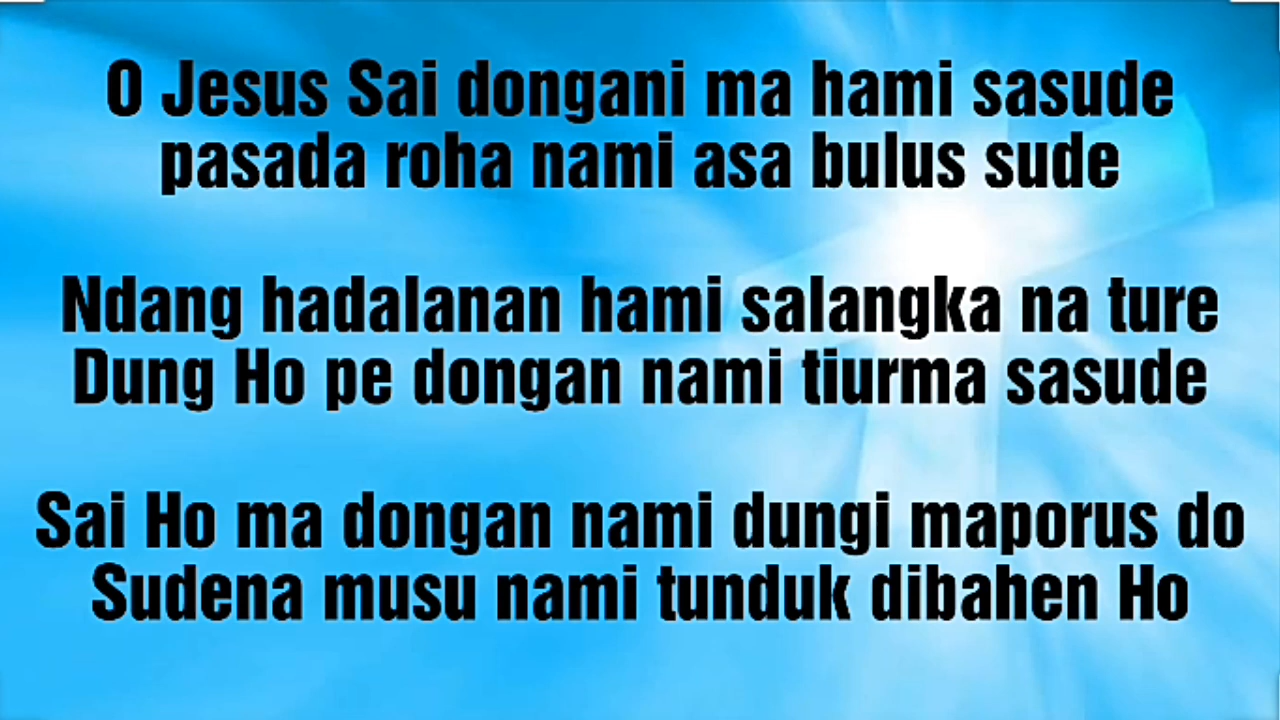 O Jesus Sai dongani ma hami sasude
pasada roha nami asa bulus sude
Ndang hadalanan hami salangka na ture
Dung Ho pe dongan nami tiurma sasude
Sai Ho ma dongan nami dungi maporus do
Sudena musu nami tunduk dibahen Ho